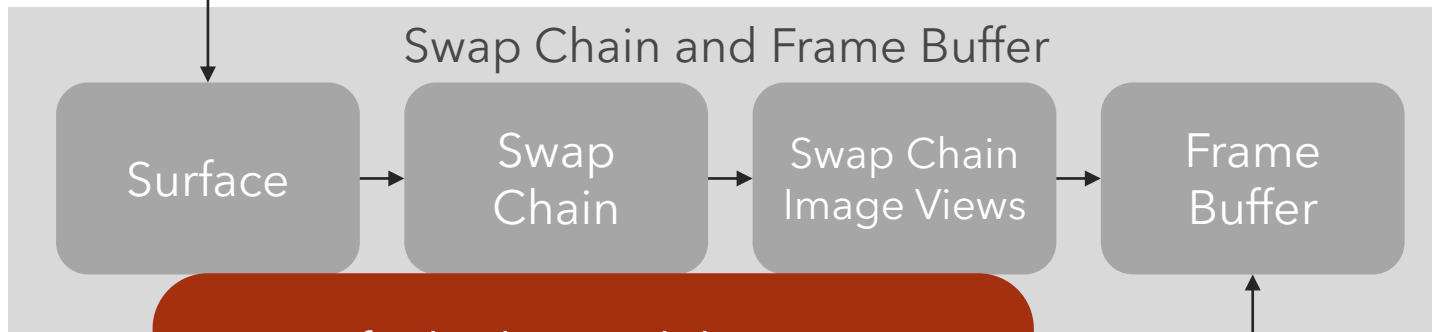 Swap Chain and Frame Buffer
Surface
Swap
Chain
Swap Chain
Image Views
Frame
Buffer